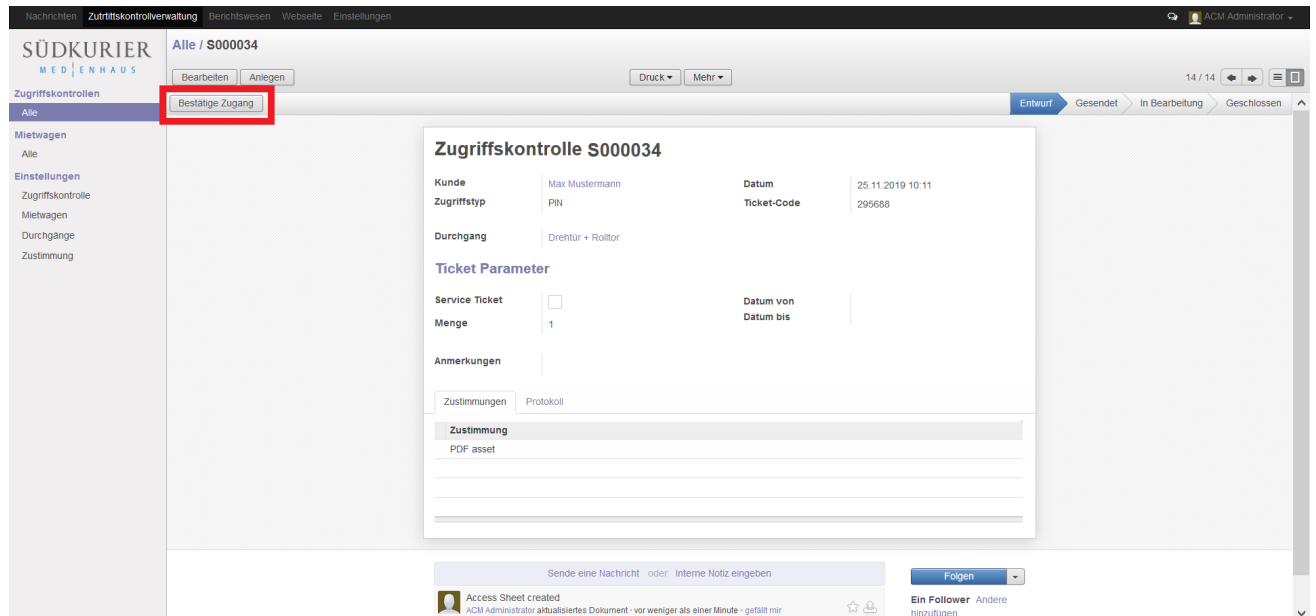 Nachrichten Zutrtittskontrollverwaltung Berichtswesen Webseite Einstellungen
ACM Administrator
SÜDKURIER
MEDIENHAUS
Alle / S000034
Bearbeiten Anlegen
Druck Mehr
14 / 14
Bestätige Zugang
Entwurf Gesendet In Bearbeitung Geschlossen
Zugriffskontrollen
Alle
Mietwagen
Alle
Einstellungen
Zugriffskontrolle
Mietwagen
Durchgänge
Zustimmung
Zugriffskontrolle S000034
Kunde Max Mustermann Datum 25.11.2019 10:11
Zugriffstyp PIN Ticket-Code 295688
Durchgang Drehtür + Rolltor
Ticket Parameter
Service Ticket Datum von
Menge 1 Datum bis
Anmerkungen
Zustimmungen Protokoll
Zustimmung
PDF asset
Sende eine Nachricht oder Interne Notiz eingeben
Folgen
Access Sheet created
ACM Administrator aktualisiertes Dokument - vor weniger als einer Minute - gefällt mir
Ein Follower Andere
hinzufügen